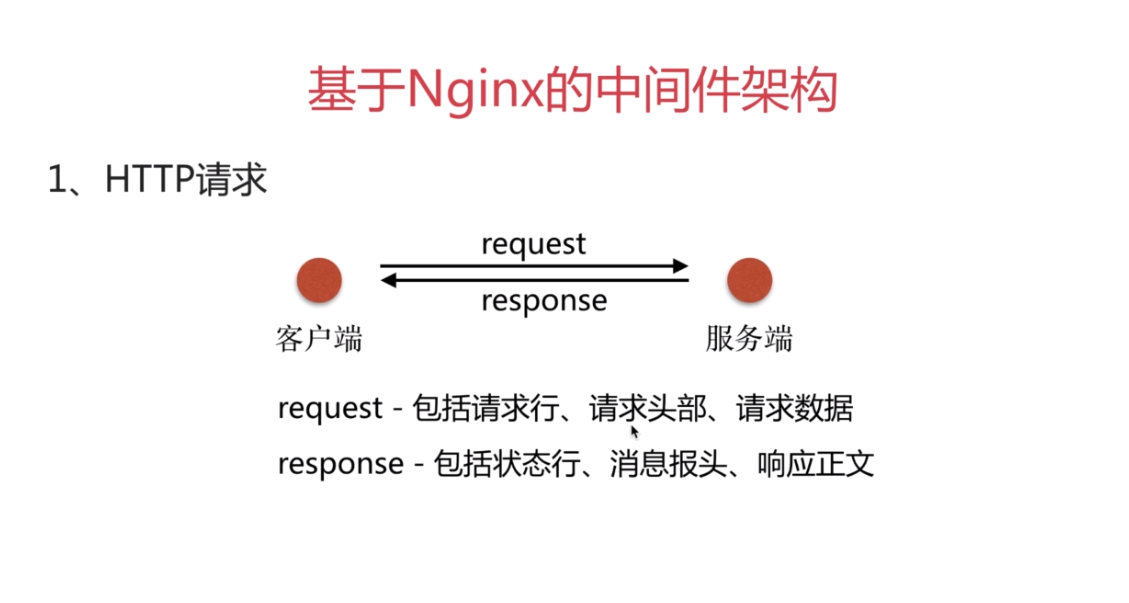 基于Nginx的中间件架构
1、HTTP请求
request
response
客户端
服务端
request - 包括请求行、请求头部、请求数据
response - 包括状态行、消息报头、响应正文